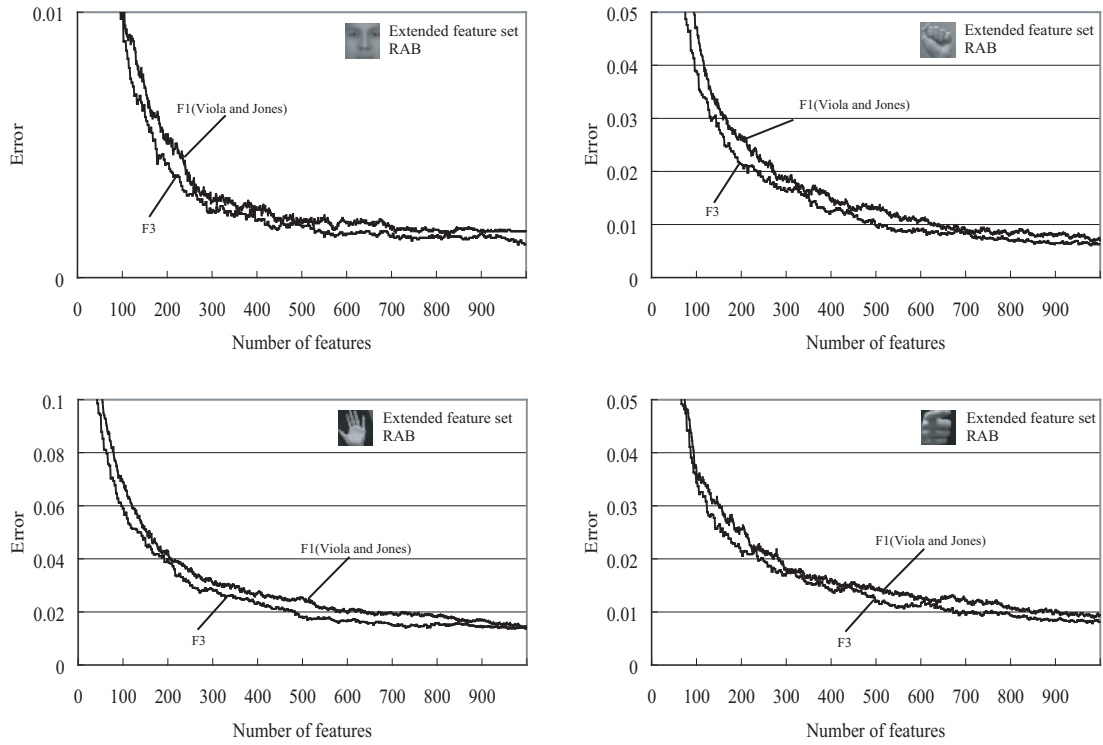 0.01
0
Error
Extended feature set
RAB
F1(Viola and Jones)
F3
0 100 200 300 400 500 600 700 800 900
Number of features
0.05
0.04
0.03
0.02
0.01
0
Error
Extended feature set
RAB
F1(Viola and Jones)
F3
0 100 200 300 400 500 600 700 800 900
Number of features
0.1
0.08
0.06
0.04
0.02
0
Error
Extended feature set
RAB
F1(Viola and Jones)
F3
0 100 200 300 400 500 600 700 800 900
Number of features
0.05
0.04
0.03
0.02
0.01
0
Error
Extended feature set
RAB
F1(Viola and Jones)
F3
0 100 200 300 400 500 600 700 800 900
Number of features